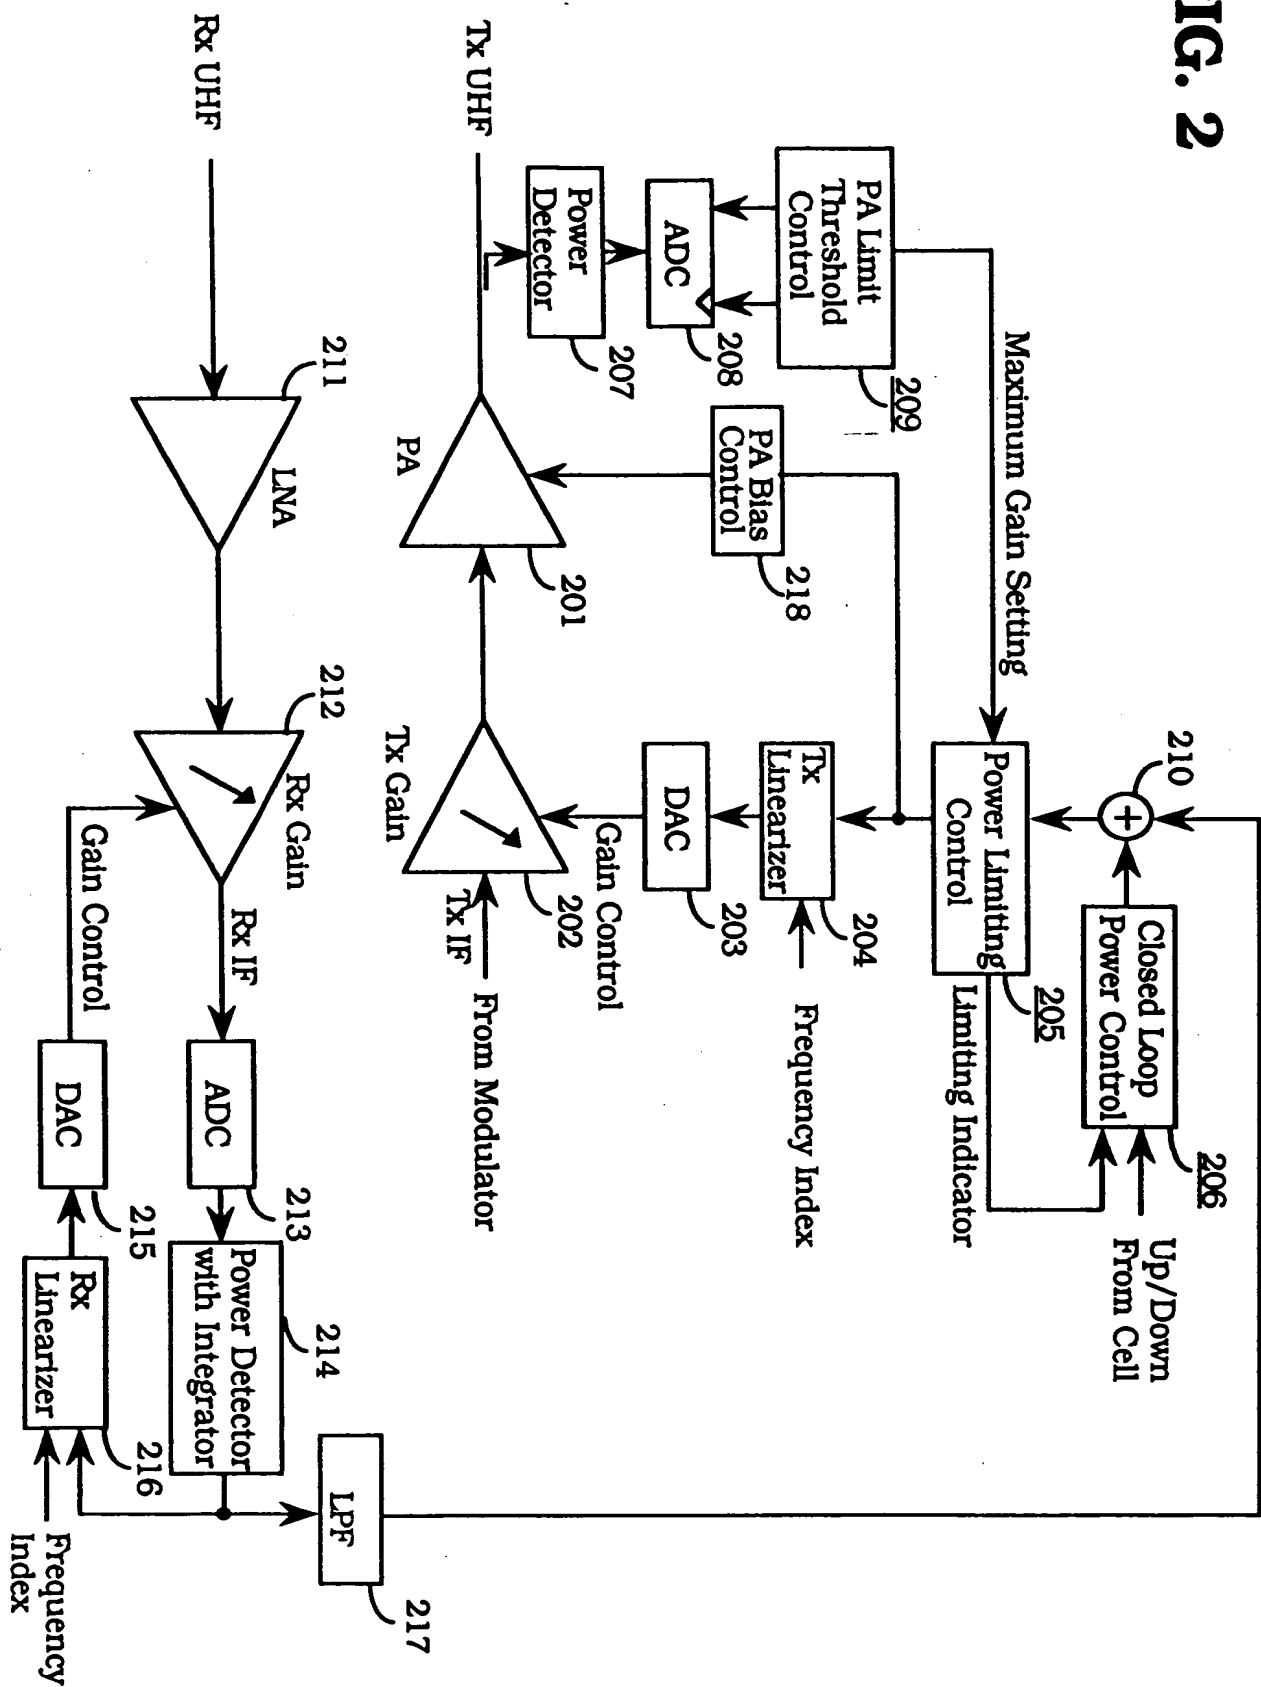 FIG. 2
Maximum Gain Setting
210
Closed Loop
Power Control
206
Up/Down
From Cell
PA Limit
Threshold
Control
209
Power Limiting
Control
205
Limiting Indicator
ADC
208
PA Bias
Control
218
Tx
Linearizer
204
Frequency Index
Power
Detector
207
DAC
203
Gain Control
Tx UHF
PA
201
Tx Gain
202
Tx IF
From Modulator
Rx UHF
211
LNA
212
Rx Gain
Rx IF
Gain Control
ADC
213
Power Detector
with Integrator
214
LPF
217
DAC
215
Rx
Linearizer
216
Frequency
Index